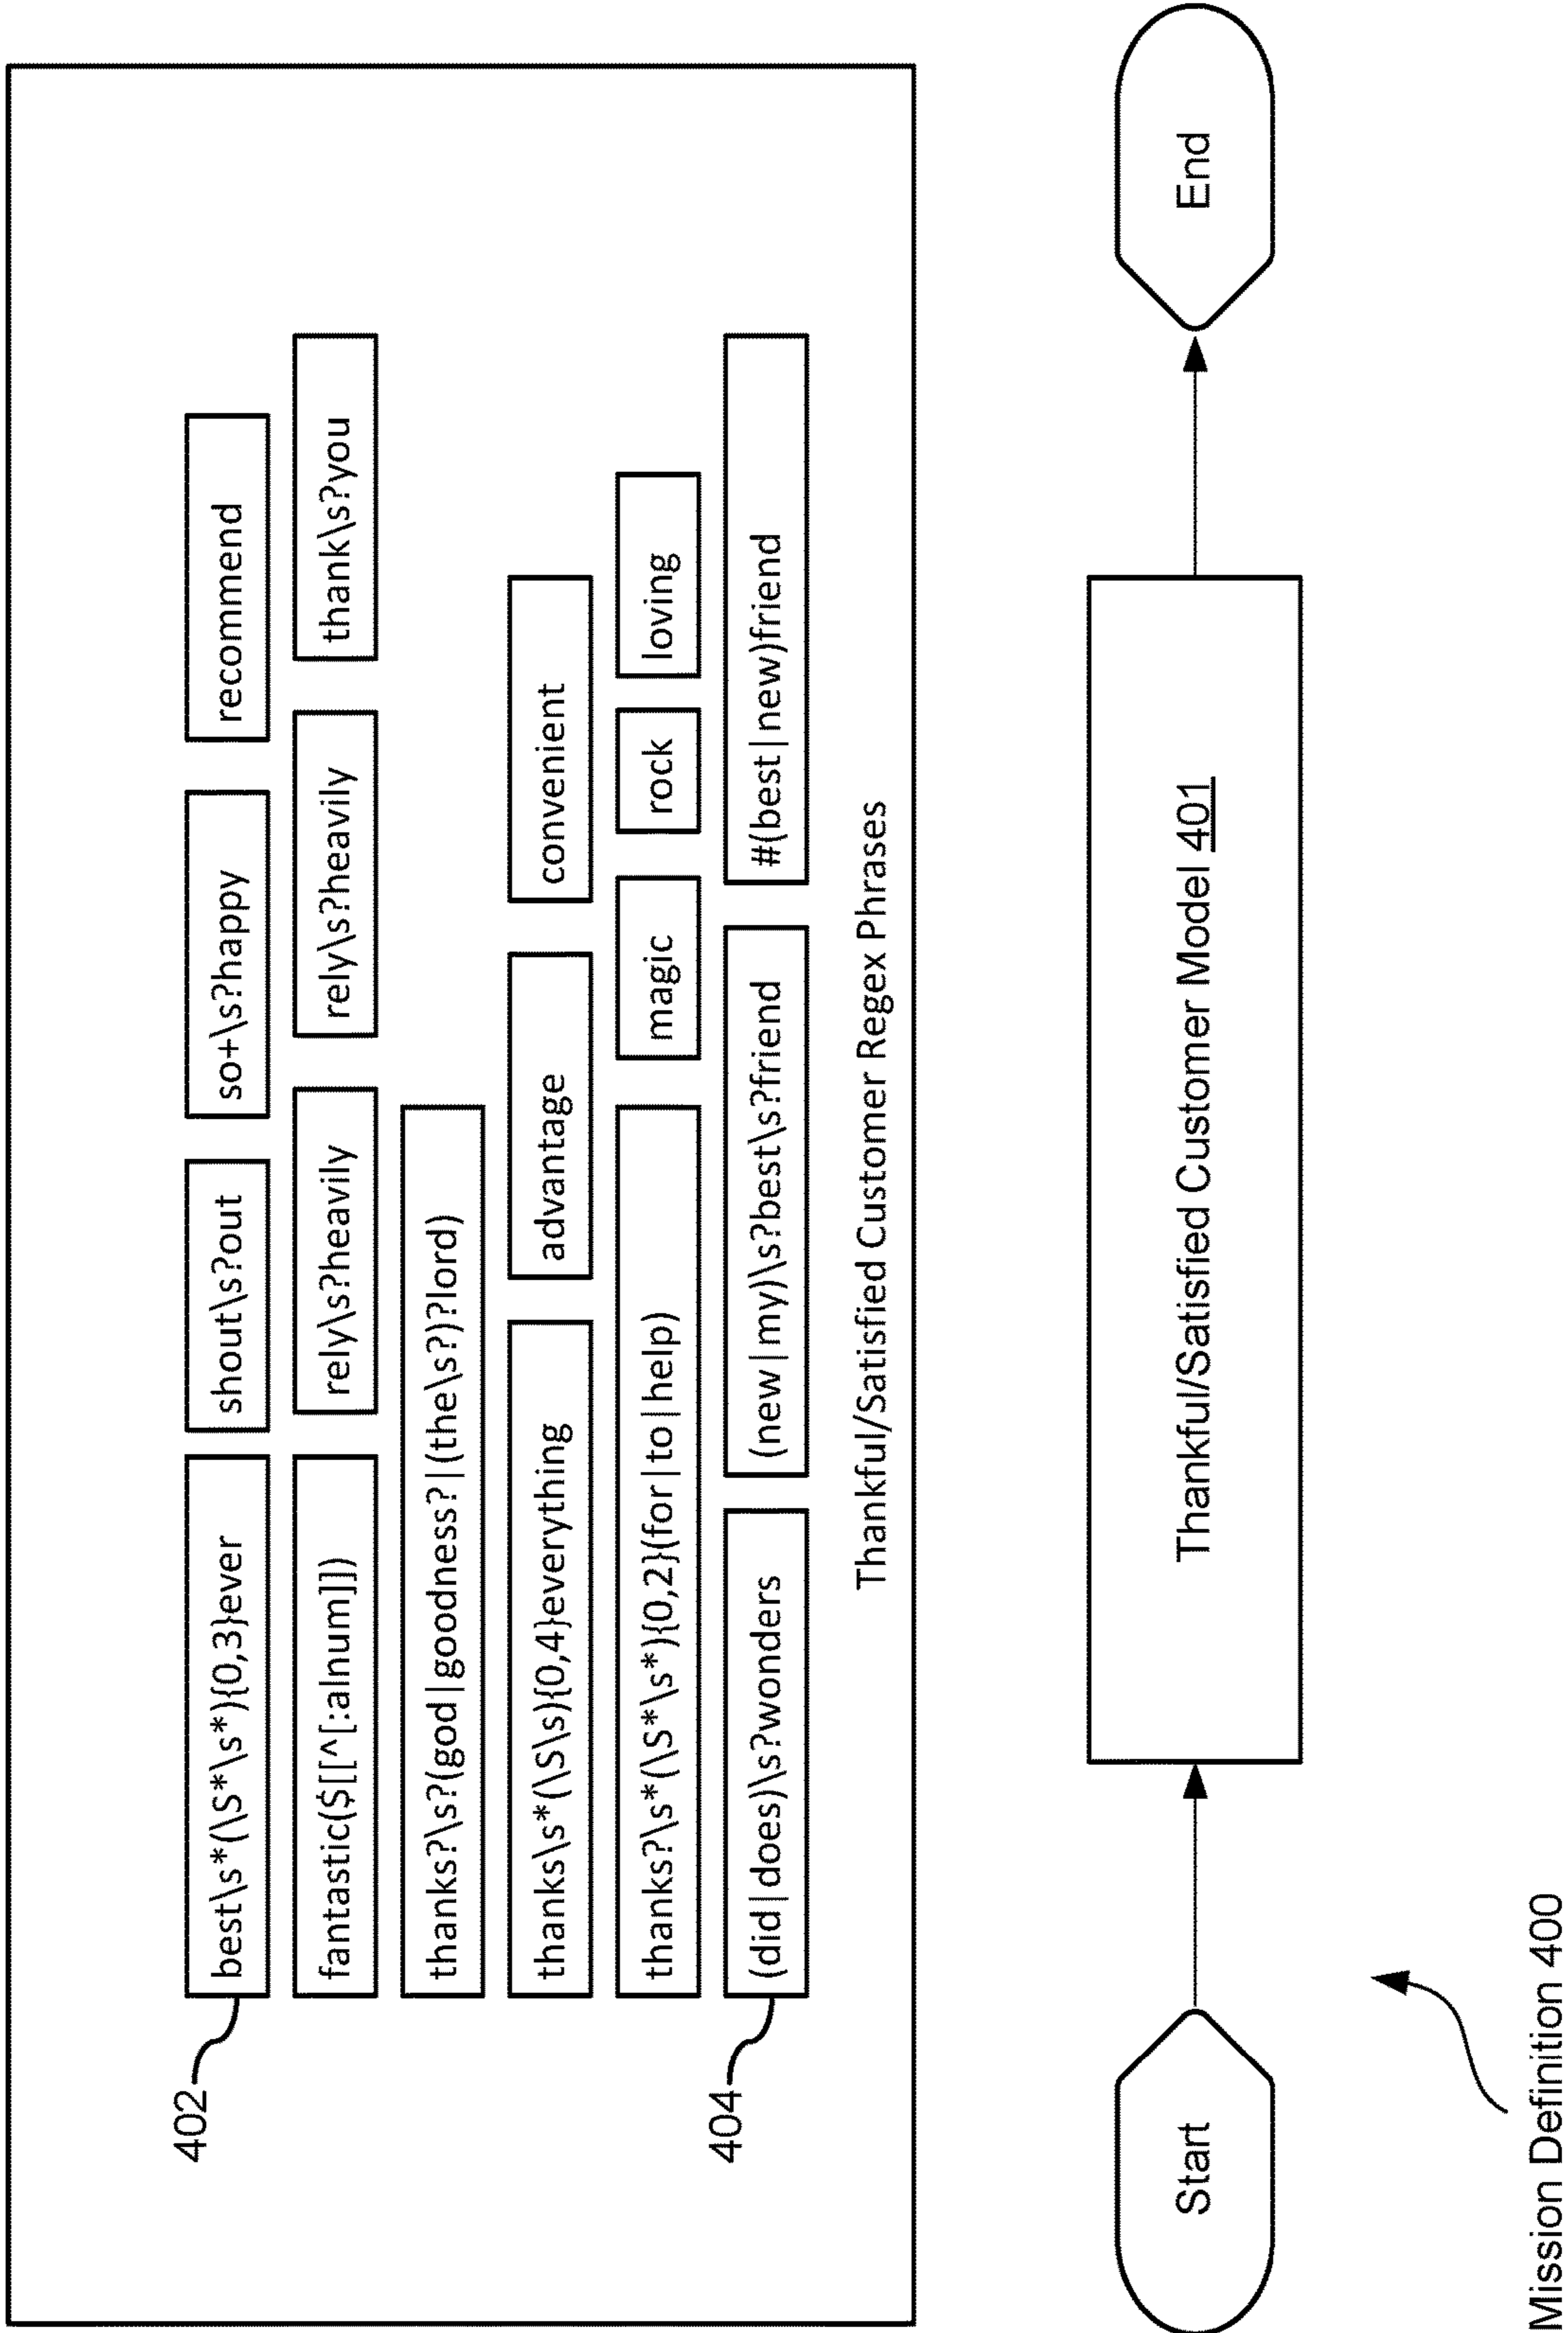 402
best\s*(\S*\s*){0,3}ever
shout\s?out
so+\s?happy
recommend
fantastic($[[^[:alnum]])
rely\s?heavily
rely\s?heavily
thank\s?you
thanks?\s?(god|goodness?|(the\s?)?lord)
thanks\s*(\S\s){0,4}everything
advantage
convenient
thanks?\s*(\S*\s*){0,2}(for|to|help)
magic
rock
loving
404
(did|does)\s?wonders
(new|my)\s?best\s?friend
#(best|new)friend
Thankful/Satisfied Customer Regex Phrases
Start
Thankful/Satisfied Customer Model 401
End
Mission Definition 400